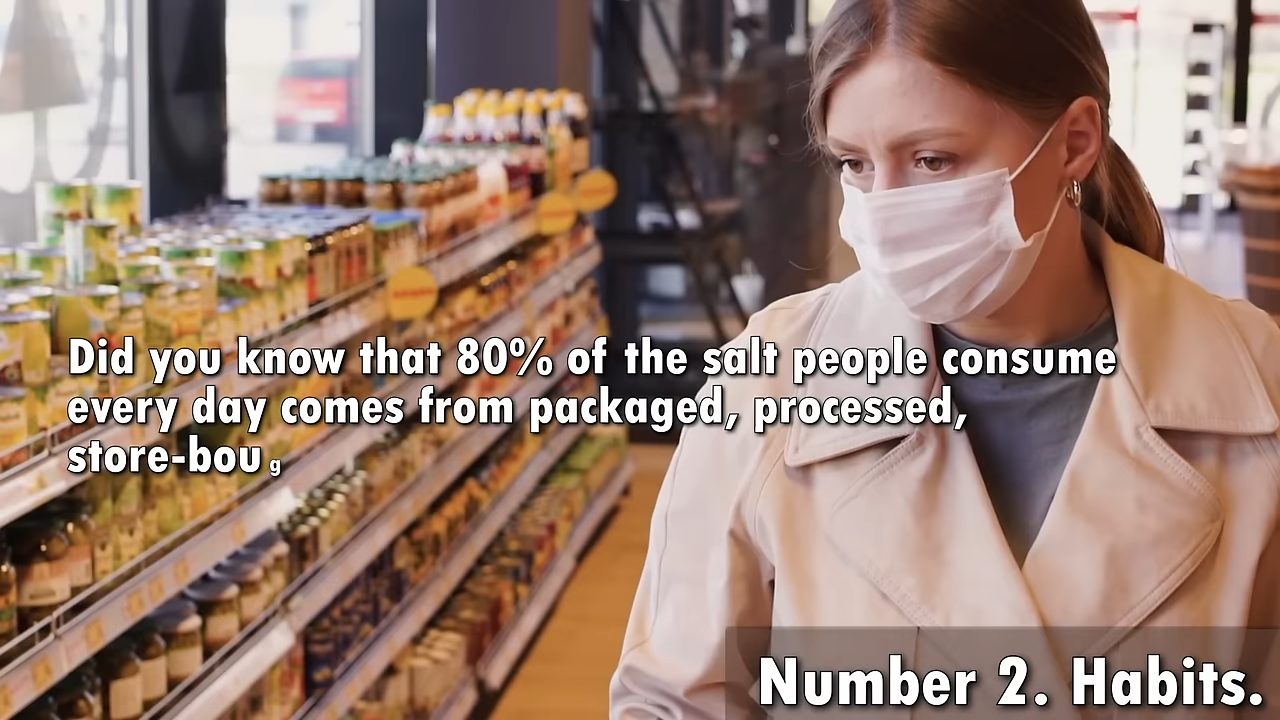 Did you know that 80% of the salt people consume
every day comes from packaged, processed,
store-boug
Number 2. Habits.